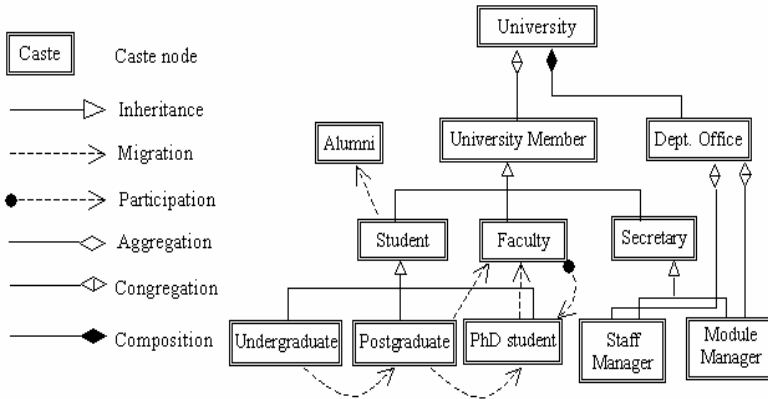 Caste
Caste node
Inheritance
Migration
Participation
Aggregation
Congregation
Composition
University
Alumni
University Member
Dept. Office
Student
Faculty
Secretary
Undergraduate
Postgraduate
PhD student
Staff
Manager
Module
Manager